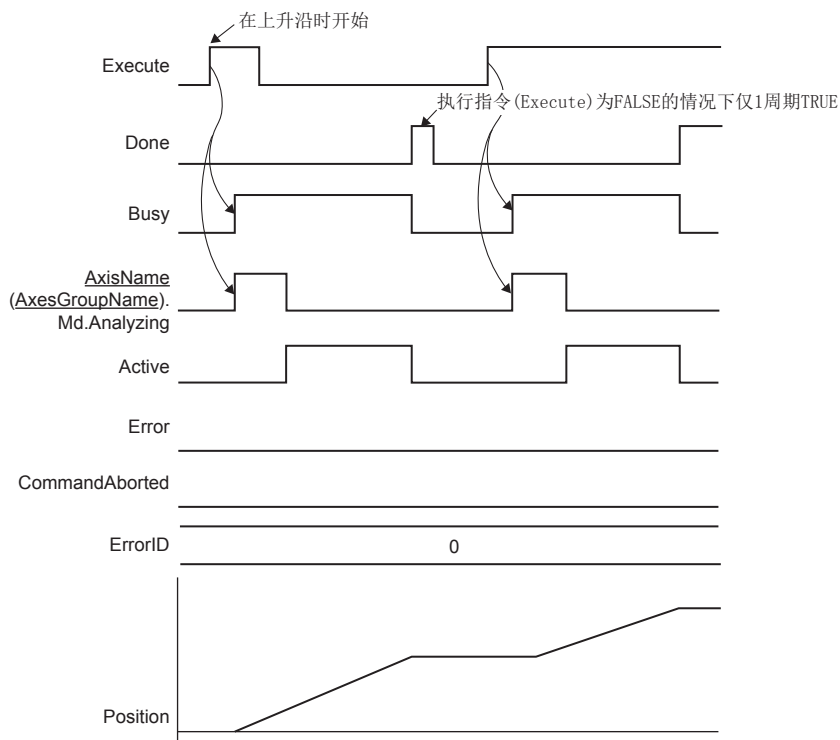 在上升沿时开始
Execute
执行指令(Execute)为FALSE的情况下仅1周期TRUE
Done
Busy
AxisName
(AxesGroupName).
Md.Analyzing
Active
Error
CommandAborted
ErrorID
0
Position